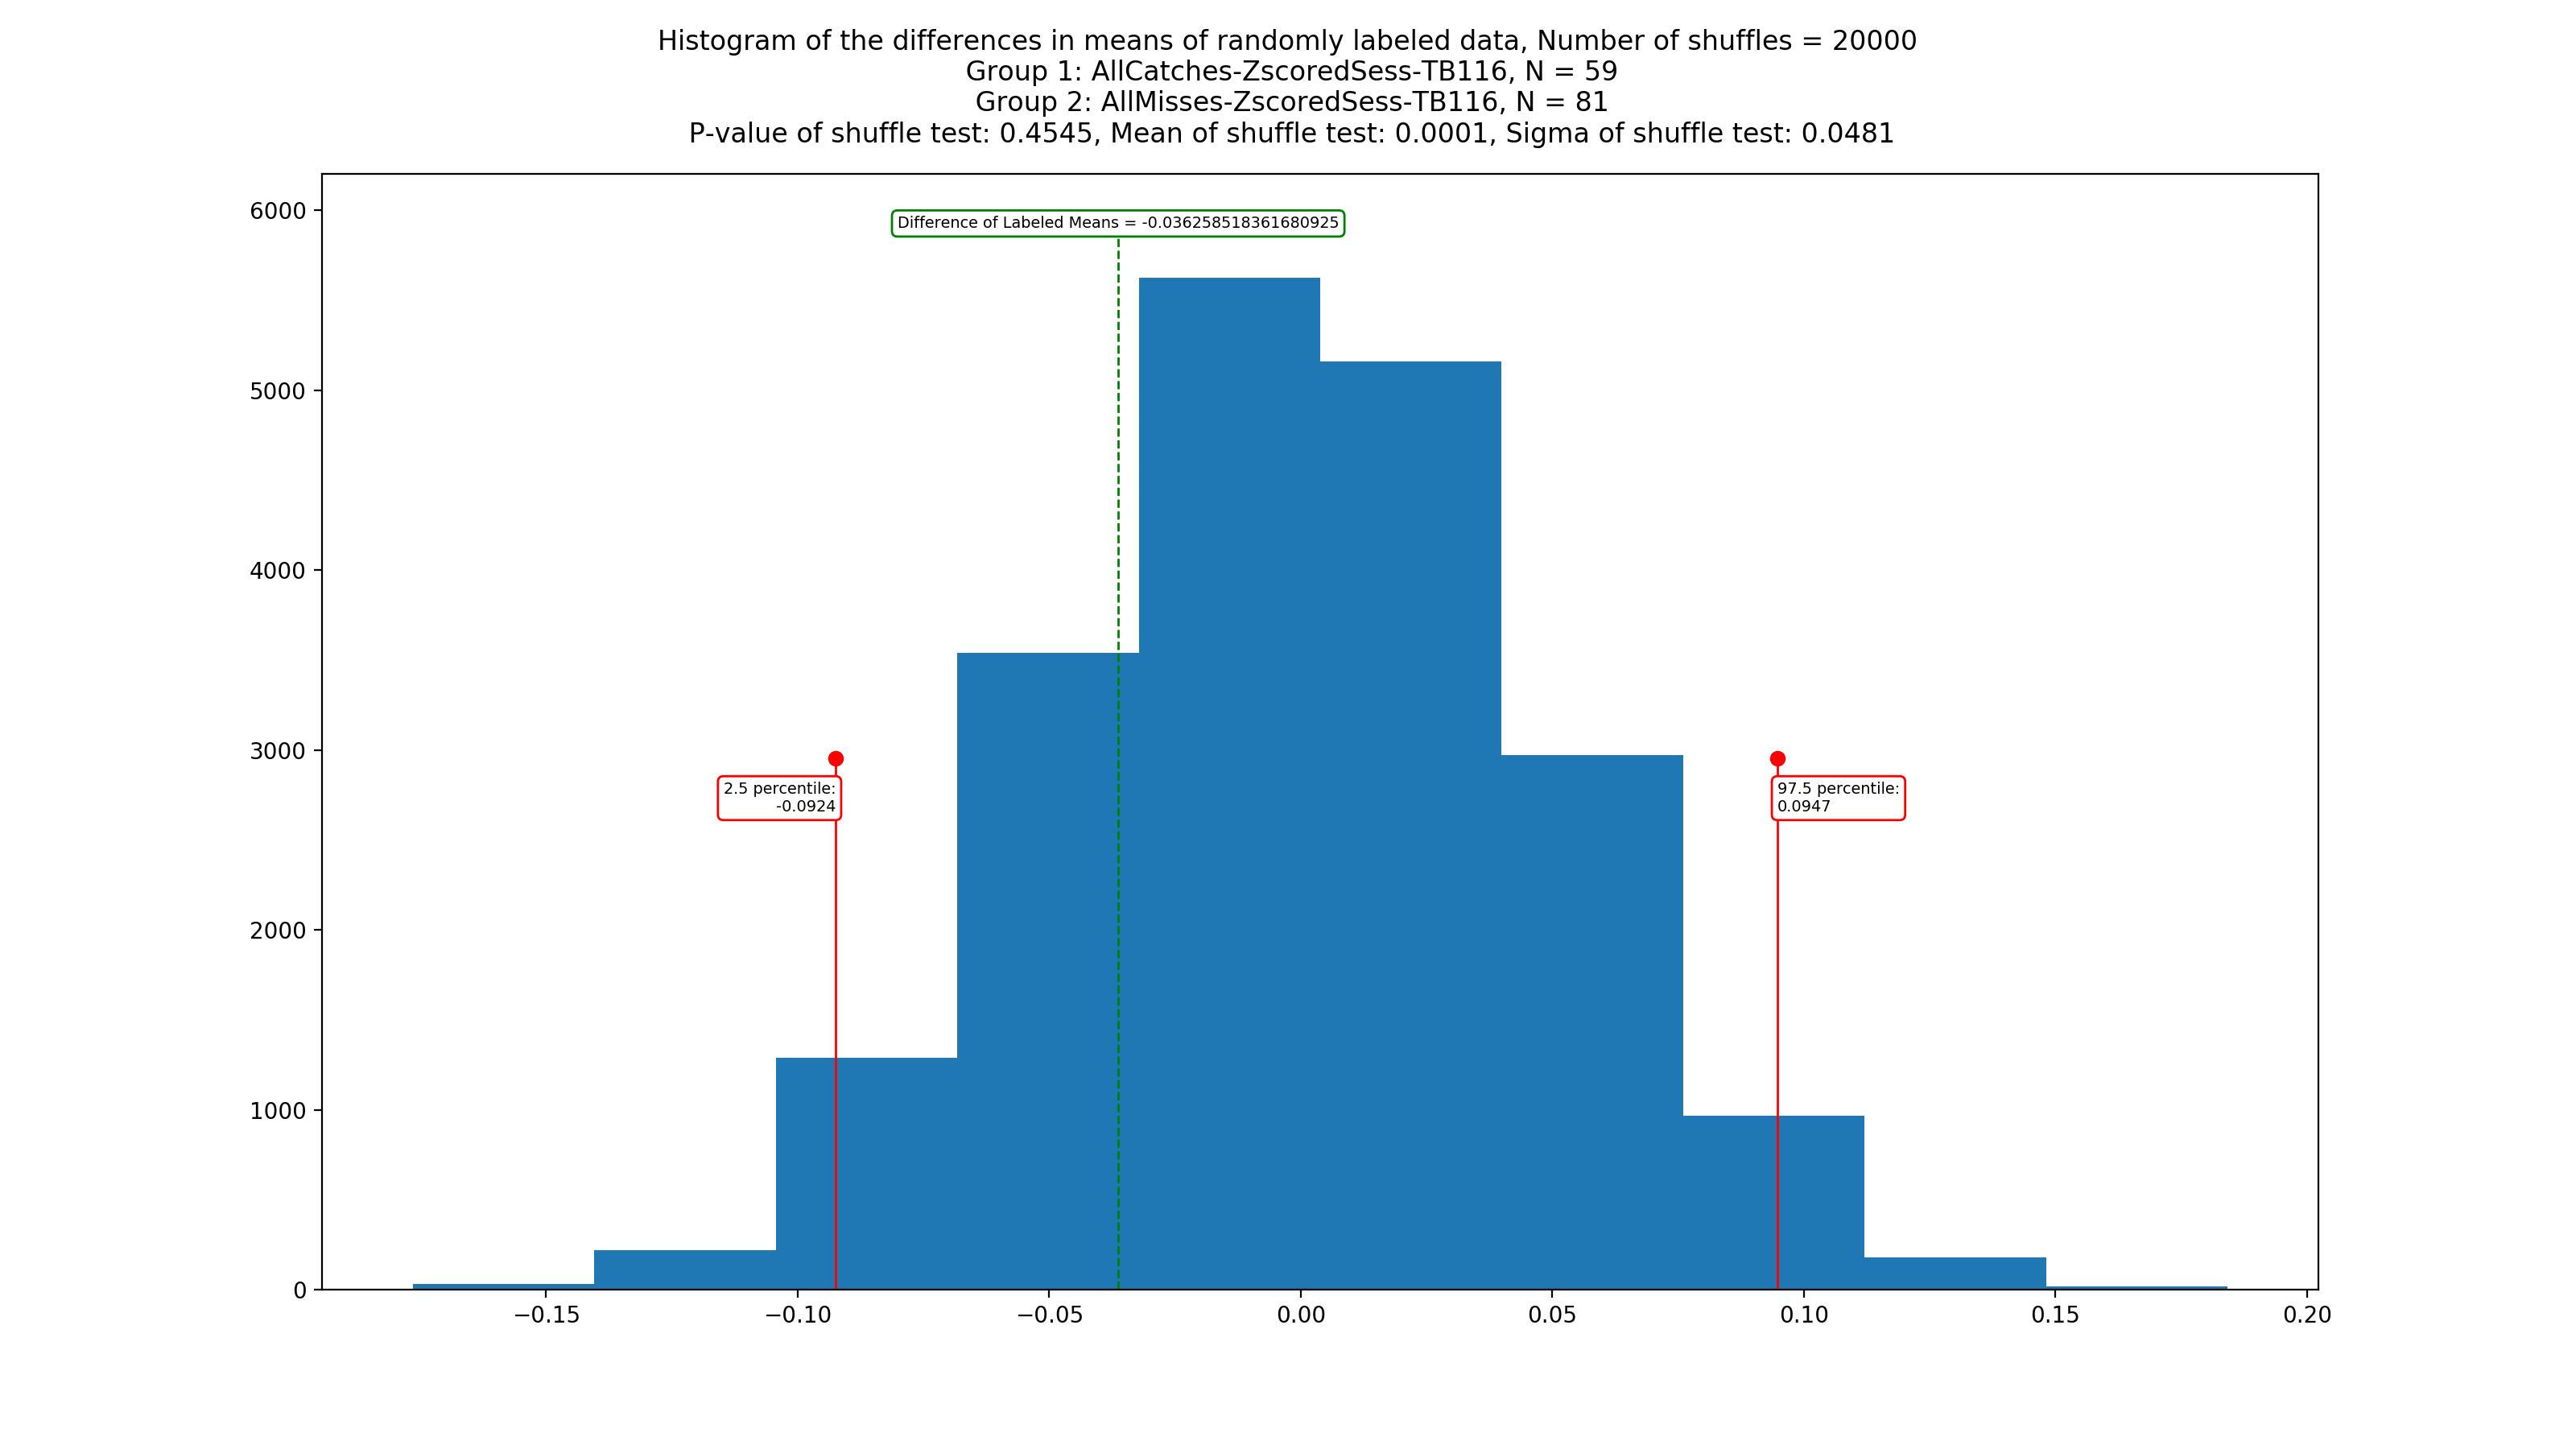 Histogram of the differences in means of randomly labeled data, Number of shuffles = 20000
Group 1: AllCatches-ZscoredSess-TB116, N = 59
Group 2: AllMisses-ZscoredSess-TB116, N = 81
P-value of shuffle test: 0.4545, Mean of shuffle test: 0.0001, Sigma of shuffle test: 0.0481
6000
Difference of Labeled Means = -0.036258518361680925
5000
4000
3000
2.5 percentile:
-0.0924
97.5 percentile:
0.0947
2000
1000
0
−0.15
−0.10
−0.05
0.00
0.05
0.10
0.15
0.20